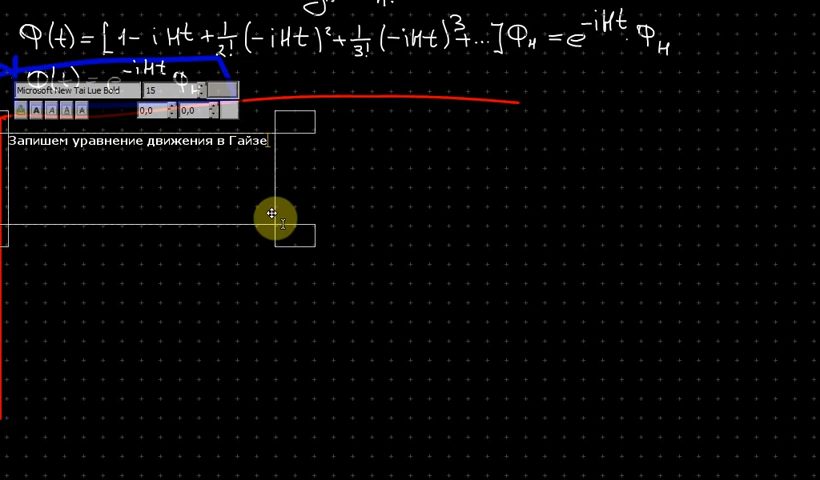 Φ(t) = [1 - iHt + 1/2! (-iHt)² + 1/3! (-iHt)³ + ...] Φ_H = e^{-iHt} · Φ_H
Φ(t) = e^{-iHt} Φ_H
Microsoft New Tai Lue Bold 15
A A A A A 0,0 0,0
Запишем уравнение движения в Гайзе